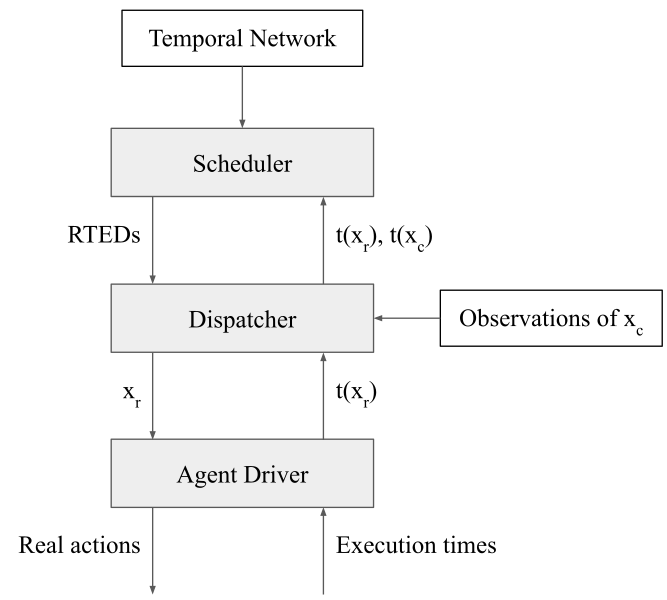 Temporal Network
Scheduler
RTEDs
t(x_r), t(x_c)
Dispatcher
Observations of x_c
x_r
t(x_r)
Agent Driver
Real actions
Execution times